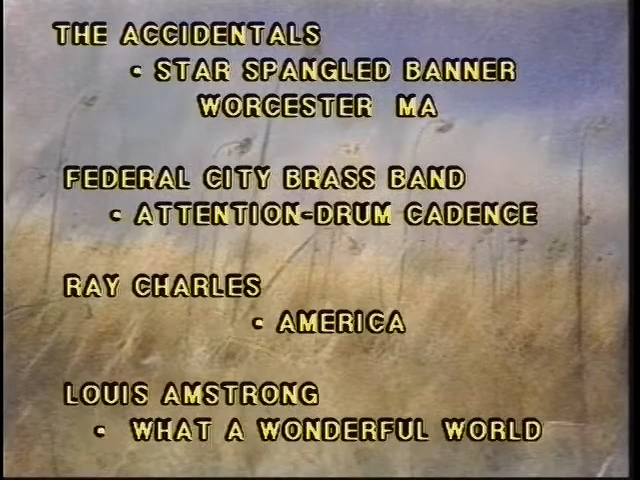 THE ACCIDENTALS
• STAR SPANGLED BANNER
WORCESTER MA
FEDERAL CITY BRASS BAND
• ATTENTION-DRUM CADENCE
RAY CHARLES
• AMERICA
LOUIS AMSTRONG
• WHAT A WONDERFUL WORLD